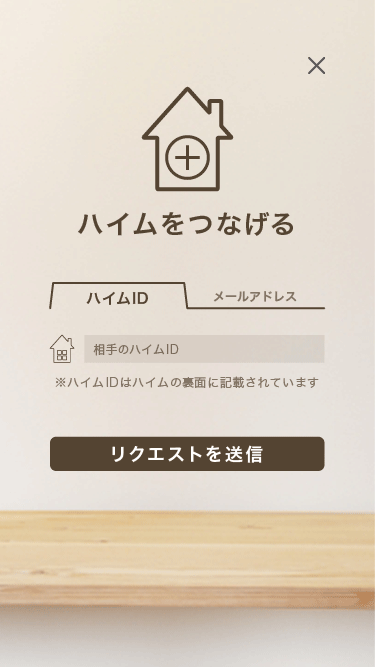 ハイムをつなげる
ハイムID
メールアドレス
相手のハイムID
※ハイムIDはハイムの裏面に記載されています
リクエストを送信